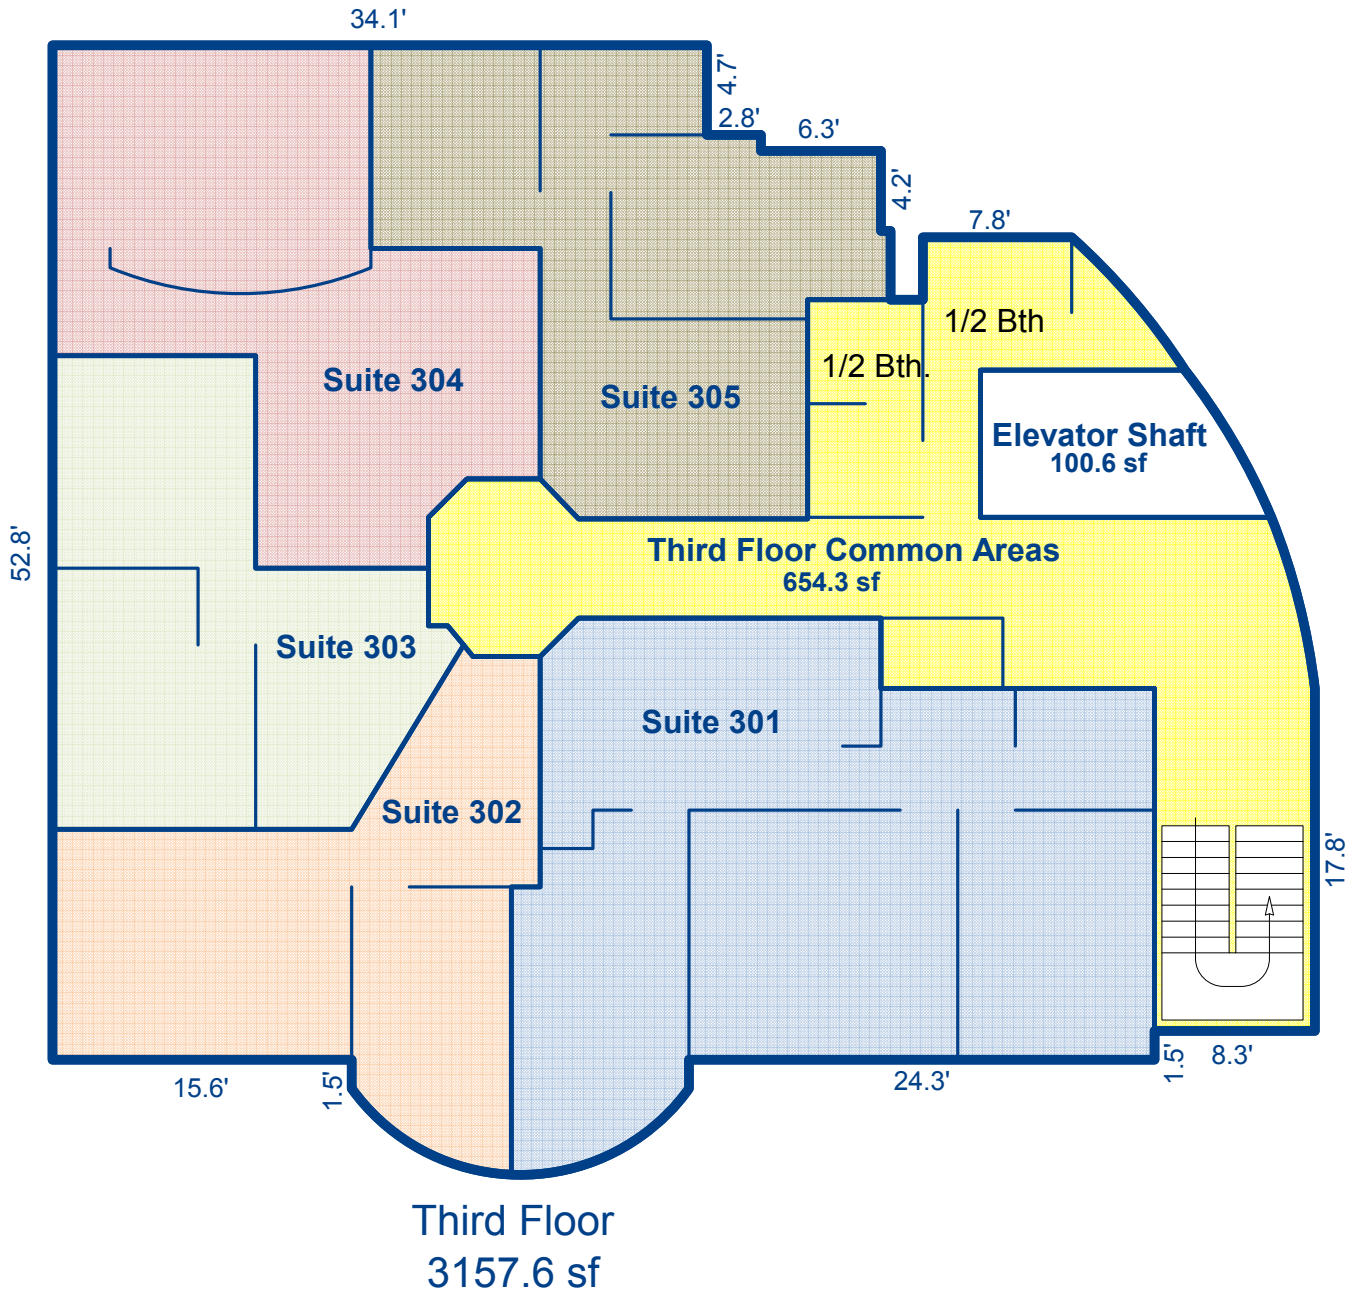 34.1'
4.7'
2.8'
6.3'
4.2'
7.8'
1/2 Bth
1/2 Bth.
Suite 304
Suite 305
Elevator Shaft
100.6 sf
52.8'
Third Floor Common Areas
654.3 sf
Suite 303
Suite 301
Suite 302
17.8'
15.6'
1.5'
24.3'
1.5'
8.3'
Third Floor
3157.6 sf